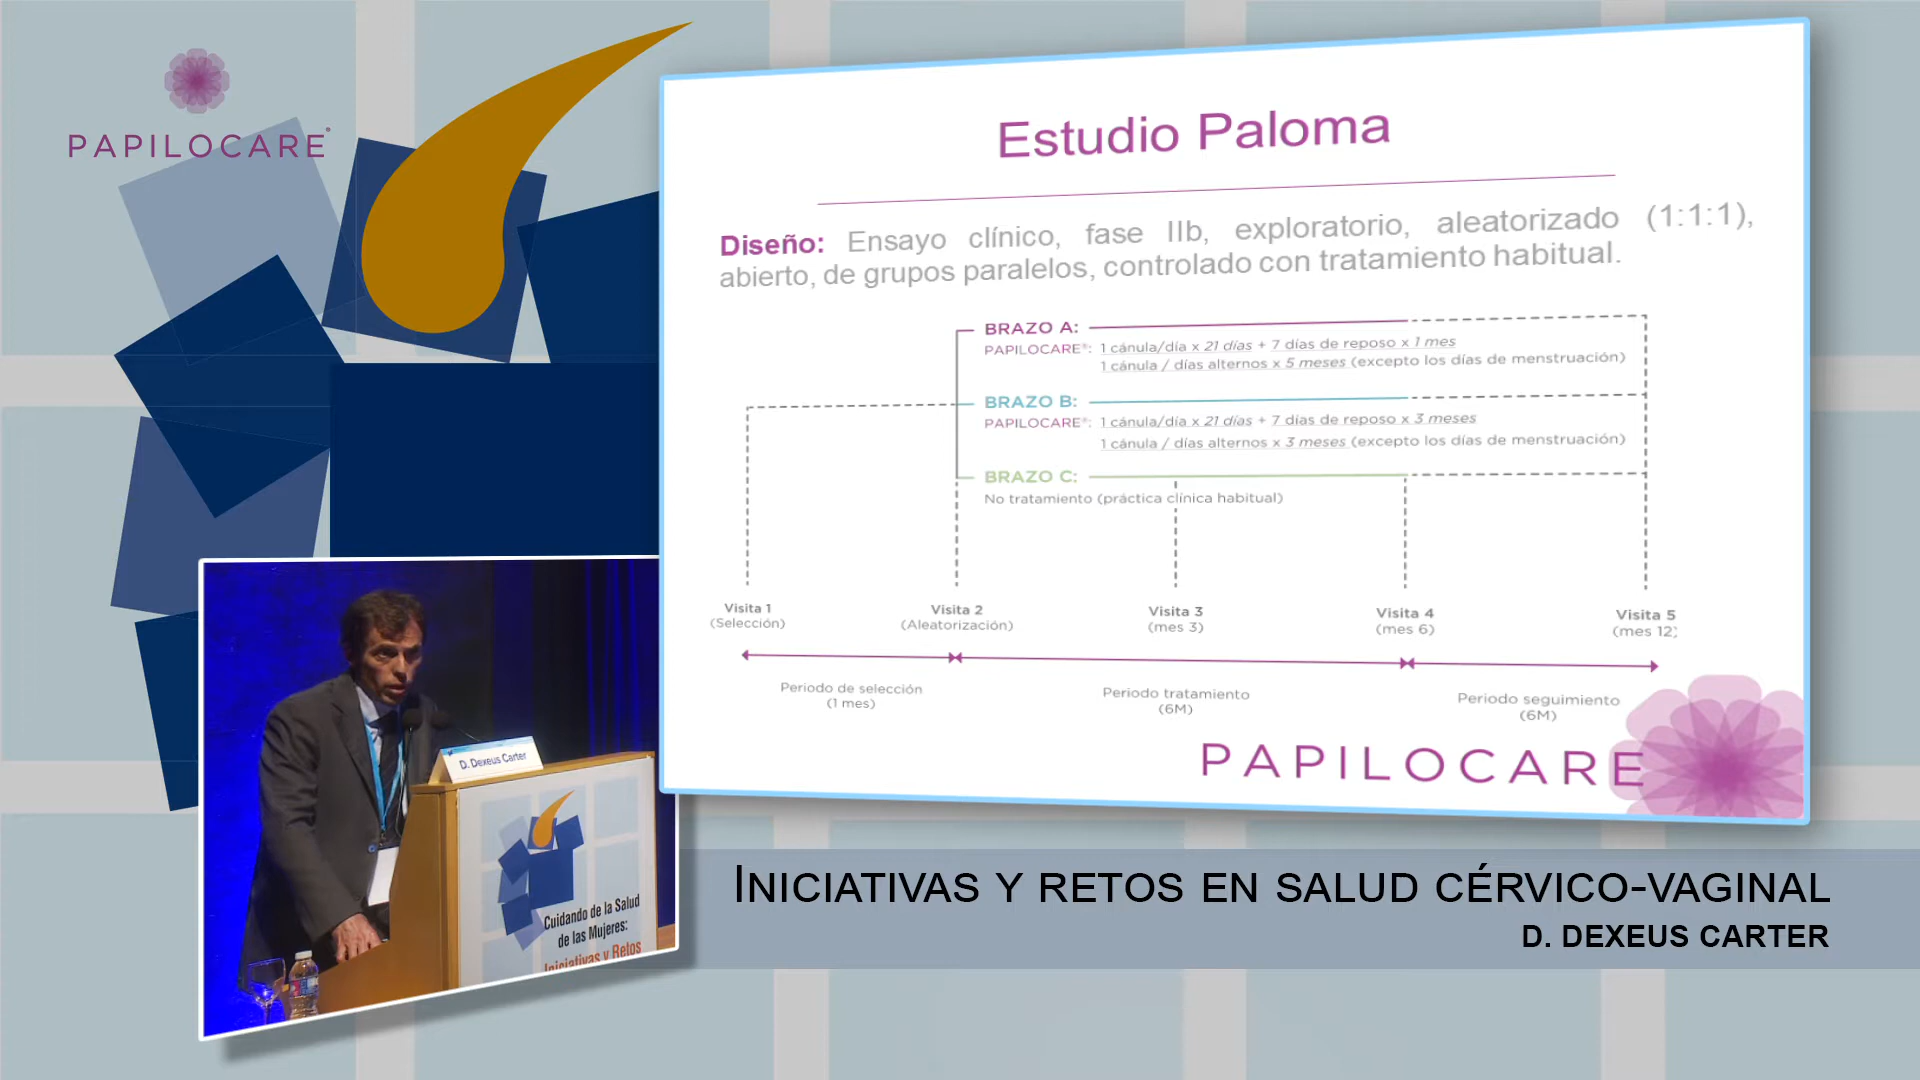 PAPILOCARE®
Estudio Paloma
Diseño: Ensayo clínico, fase IIb, exploratorio, aleatorizado (1:1:1),
abierto, de grupos paralelos, controlado con tratamiento habitual.
BRAZO A:
PAPILOCARE®: 1 cánula/día x 21 días + 7 días de reposo x 1 mes
1 cánula / días alternos x 5 meses (excepto los días de menstruación)
BRAZO B:
PAPILOCARE®: 1 cánula/día x 21 días + 7 días de reposo x 3 meses
1 cánula / días alternos x 3 meses (excepto los días de menstruación)
BRAZO C:
No tratamiento (práctica clínica habitual)
Visita 1
(Selección)
Visita 2
(Aleatorización)
Visita 3
(mes 3)
Visita 4
(mes 6)
Visita 5
(mes 12)
Periodo de selección
(1 mes)
Periodo tratamiento
(6M)
Periodo seguimiento
(6M)
PAPILOCARE
D. Dexeus Carter
Cuidando de la Salud
de las Mujeres:
Iniciativas y Retos
INICIATIVAS Y RETOS EN SALUD CÉRVICO-VAGINAL
D. DEXEUS CARTER